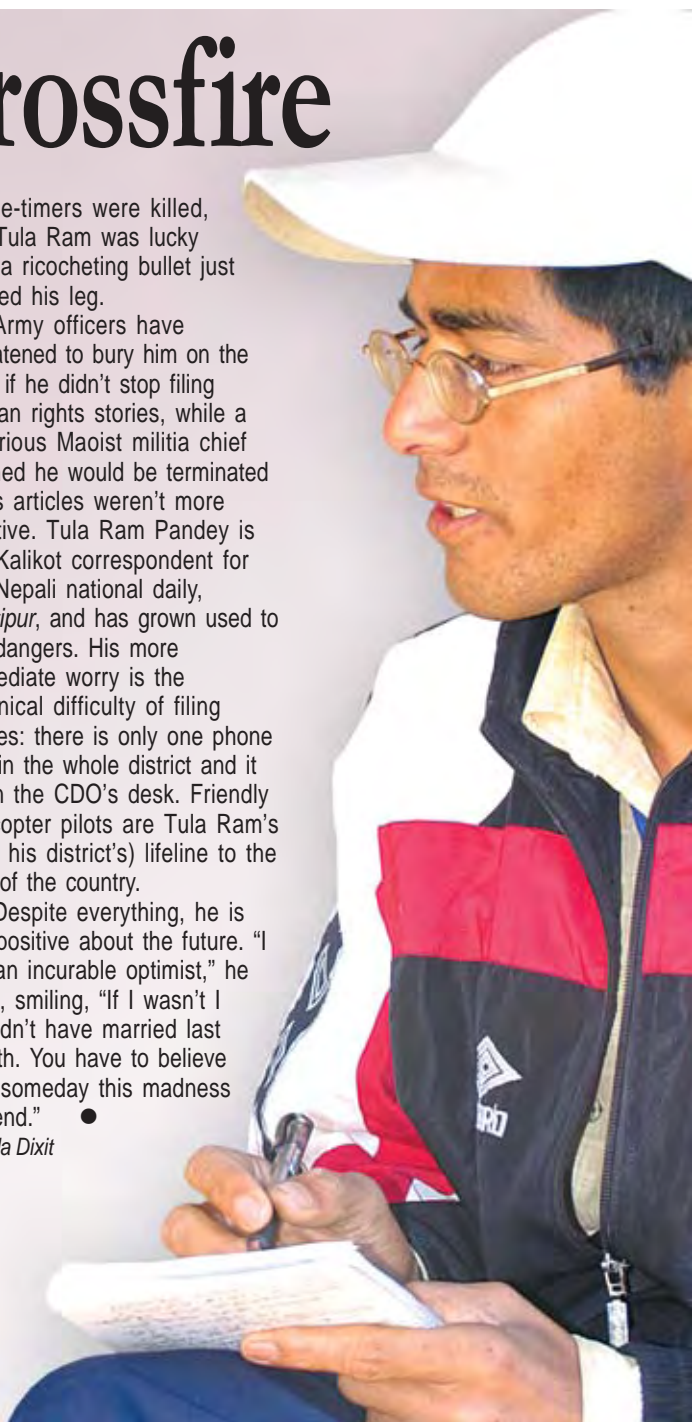 rossfire
e-timers were killed,
Tula Ram was lucky
a ricocheting bullet just
ed his leg.
Army officers have
atened to bury him on the
if he didn't stop filing
an rights stories, while a
rious Maoist militia chief
ned he would be terminated
s articles weren't more
tive. Tula Ram Pandey is
Kalikot correspondent for
Nepali national daily,
ipur, and has grown used to
dangers. His more
ediate worry is the
nical difficulty of filing
es: there is only one phone
in the whole district and it
n the CDO's desk. Friendly
opter pilots are Tula Ram's
his district's) lifeline to the
of the country.
Despite everything, he is
positive about the future. “I
an incurable optimist,” he
, smiling, “If I wasn't I
dn't have married last
th. You have to believe
someday this madness
end.” ●
la Dixit